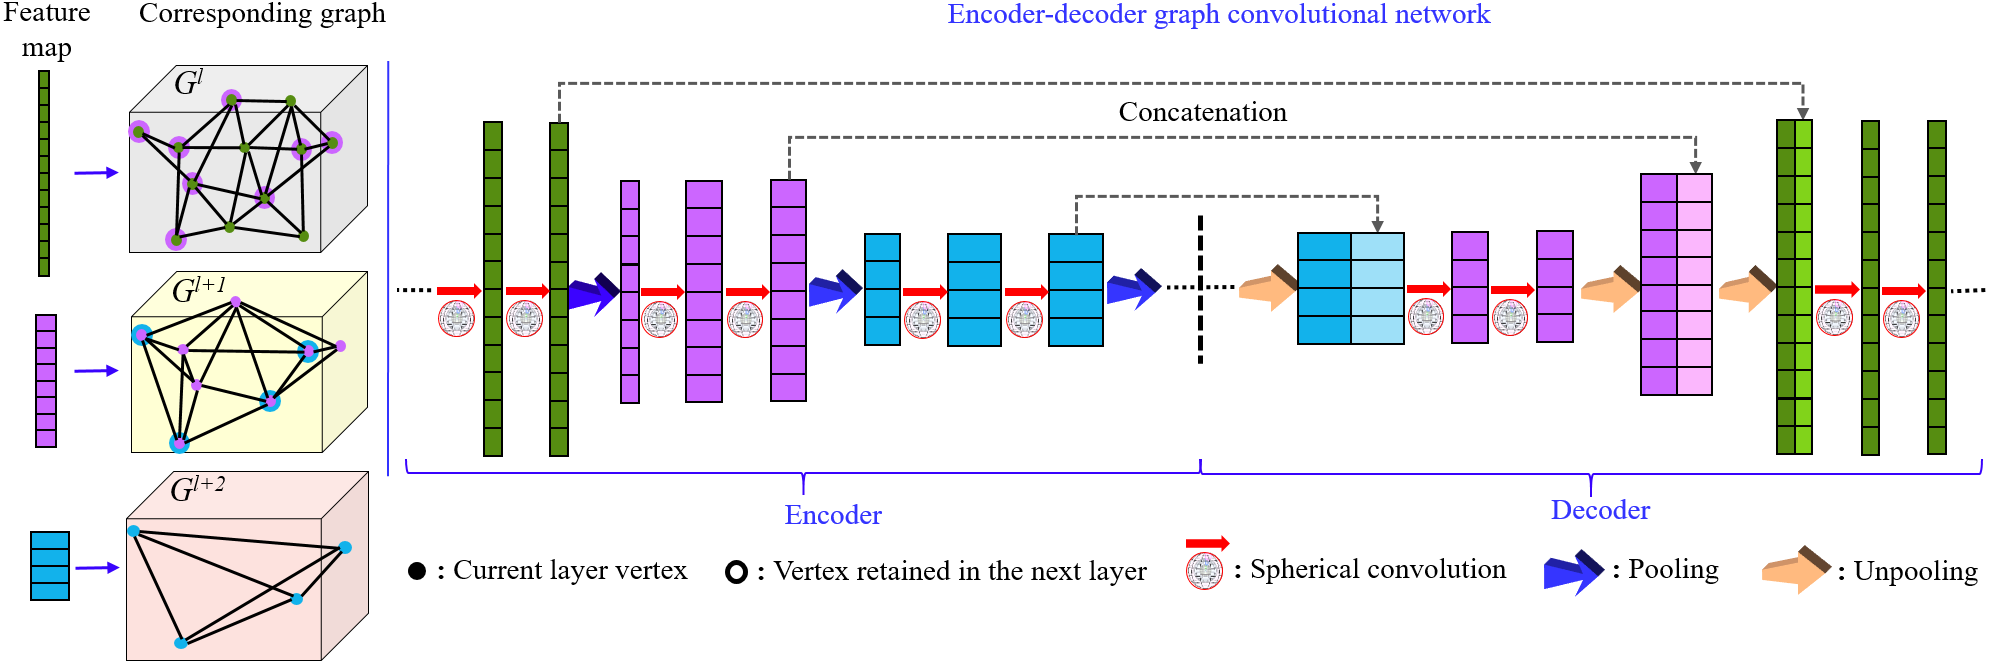 Feature
map
Corresponding graph
Encoder-decoder graph convolutional network
G^l
Concatenation
G^{l+1}
G^{l+2}
Encoder
Decoder
: Current layer vertex
: Vertex retained in the next layer
: Spherical convolution
: Pooling
: Unpooling